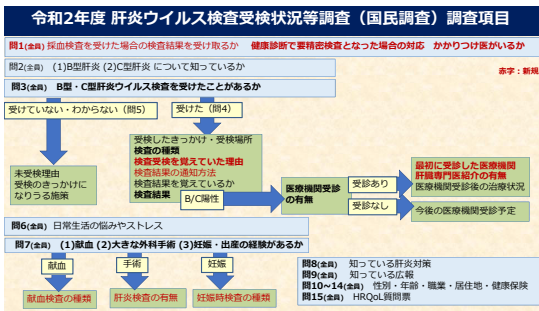 令和2年度 肝炎ウイルス検査受検状況等調査（国民調査）調査項目
問1(全員) 採血検査を受けた場合の検査結果を受け取るか　健康診断で要精密検査となった場合の対応　かかりつけ医がいるか
問2(全員)　(1)B型肝炎 (2)C型肝炎 について知っているか
赤字：新規
問3(全員)　B型・C型肝炎ウイルス検査を受けたことがあるか
受けていない・わからない（問5）
受けた（問4）
未受検理由
受検のきっかけに
なりうる施策
受検したきっかけ・受検場所
検査の種類
検査受検を覚えていた理由
検査結果の通知方法
検査結果を覚えているか
検査結果
B/C陽性
医療機関受診
の有無
受診あり
受診なし
最初に受診した医療機関
肝臓専門医紹介の有無
医療機関受診後の治療状況
今後の医療機関受診予定
問6(全員) 日常生活の悩みやストレス
問7(全員)　(1)献血 (2)大きな外科手術 (3)妊娠・出産の経験があるか
献血
手術
妊娠
献血検査の種類
肝炎検査の有無
妊娠時検査の種類
問8(全員)　知っている肝炎対策
問9(全員)　知っている広報
問10~14(全員)　性別・年齢・職業・居住地・健康保険
問15(全員)　HRQoL質問票